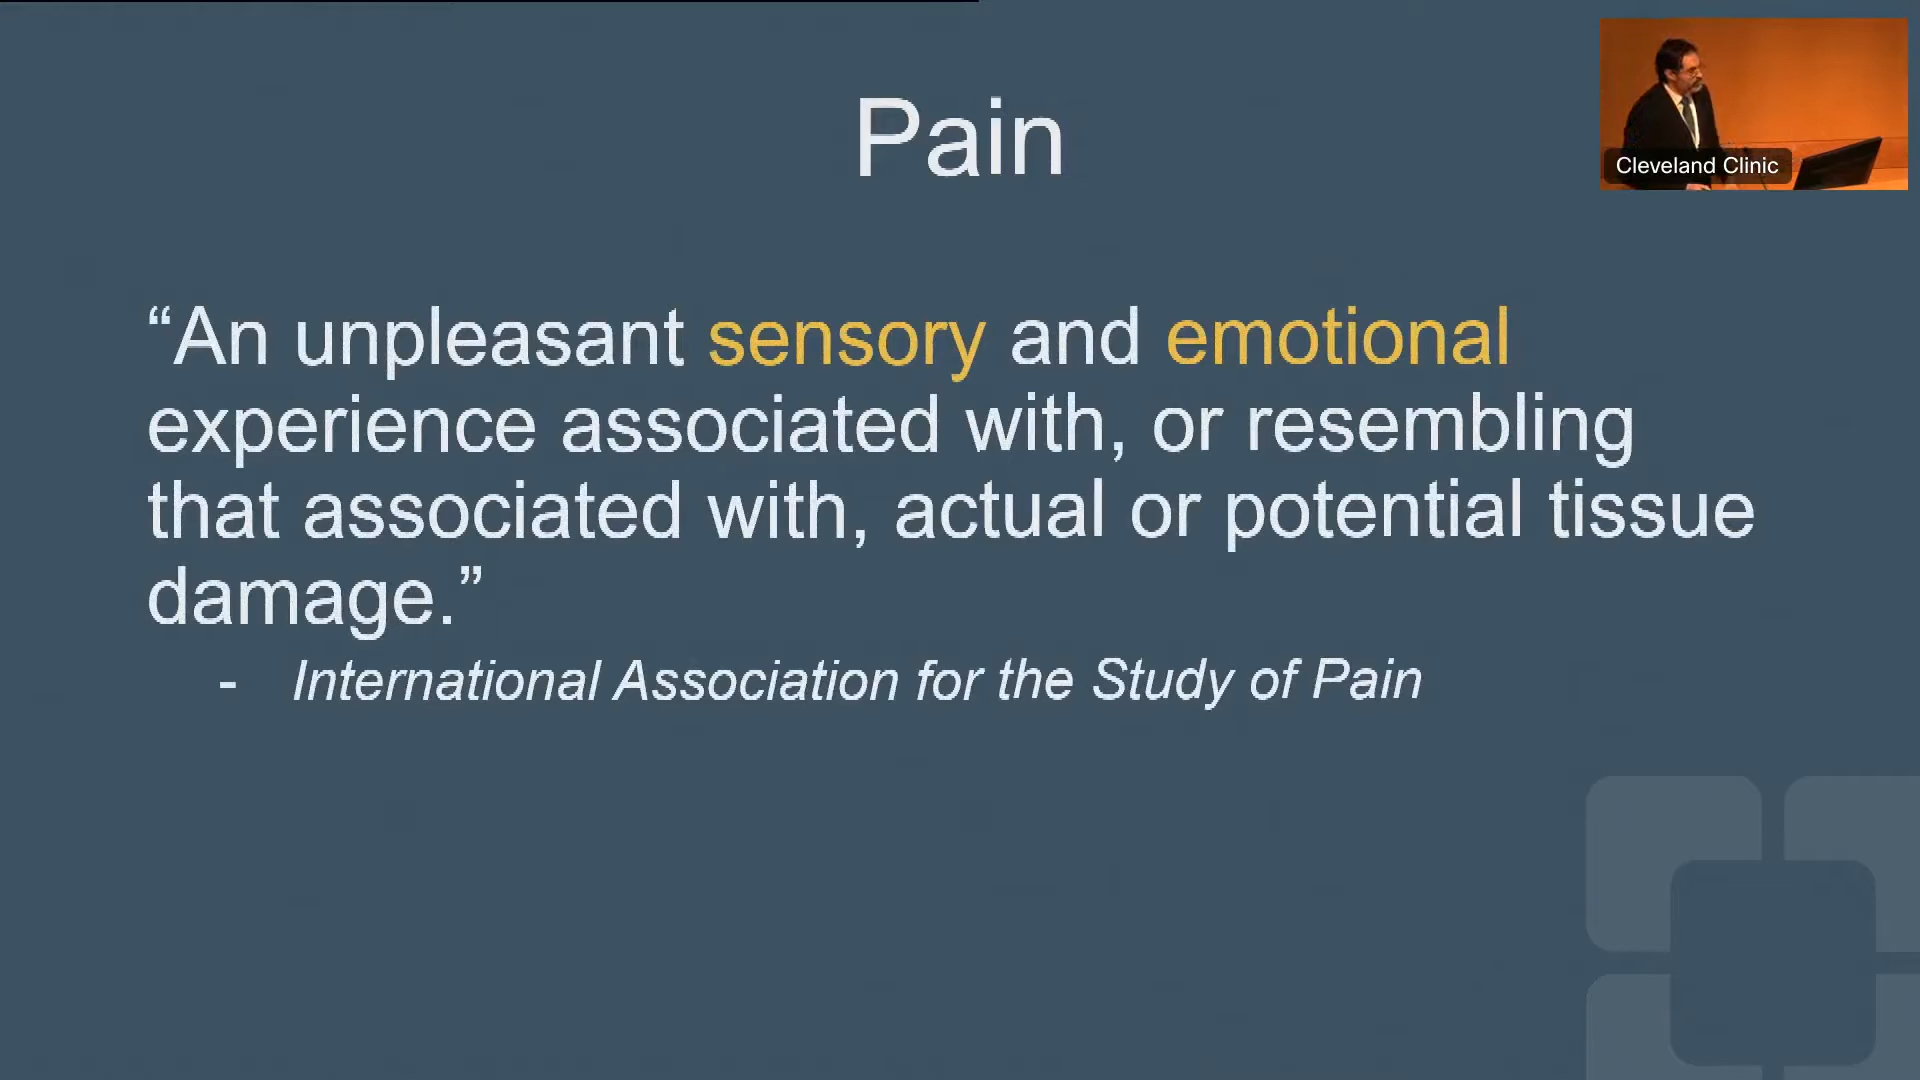 Pain
Cleveland Clinic
“An unpleasant sensory and emotional
experience associated with, or resembling
that associated with, actual or potential tissue
damage.”
- International Association for the Study of Pain